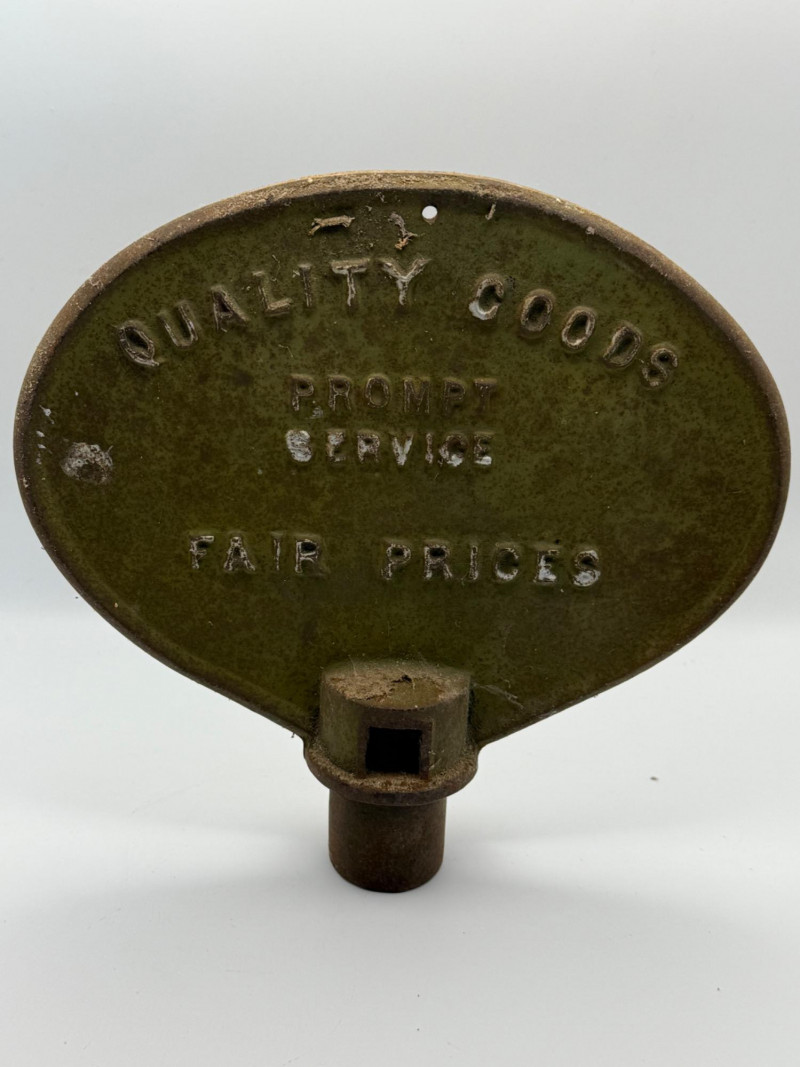 QUALITY GOODS
PROMPT
SERVICE
FAIR PRICES